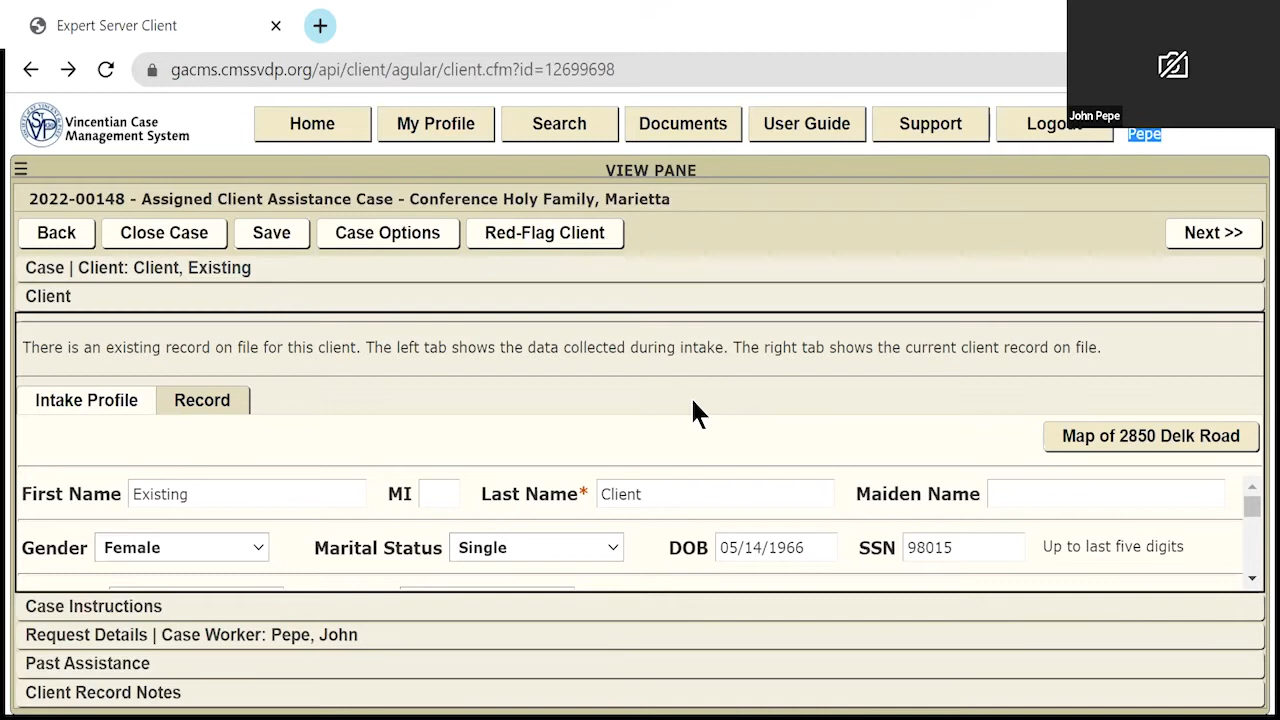 Expert Server Client
gacms.cmssvdp.org/api/client/agular/client.cfm?id=12699698
John Pepe
SVDP
Vincentian Case
Management System
Home My Profile Search Documents User Guide Support Logou
Pepe
VIEW PANE
2022-00148 - Assigned Client Assistance Case - Conference Holy Family, Marietta
Back Close Case Save Case Options Red-Flag Client Next >>
Case | Client: Client, Existing
Client
There is an existing record on file for this client. The left tab shows the data collected during intake. The right tab shows the current client record on file.
Intake Profile Record
Map of 2850 Delk Road
First Name Existing MI Last Name* Client Maiden Name
Gender Female Marital Status Single DOB 05/14/1966 SSN 98015 Up to last five digits
Case Instructions
Request Details | Case Worker: Pepe, John
Past Assistance
Client Record Notes